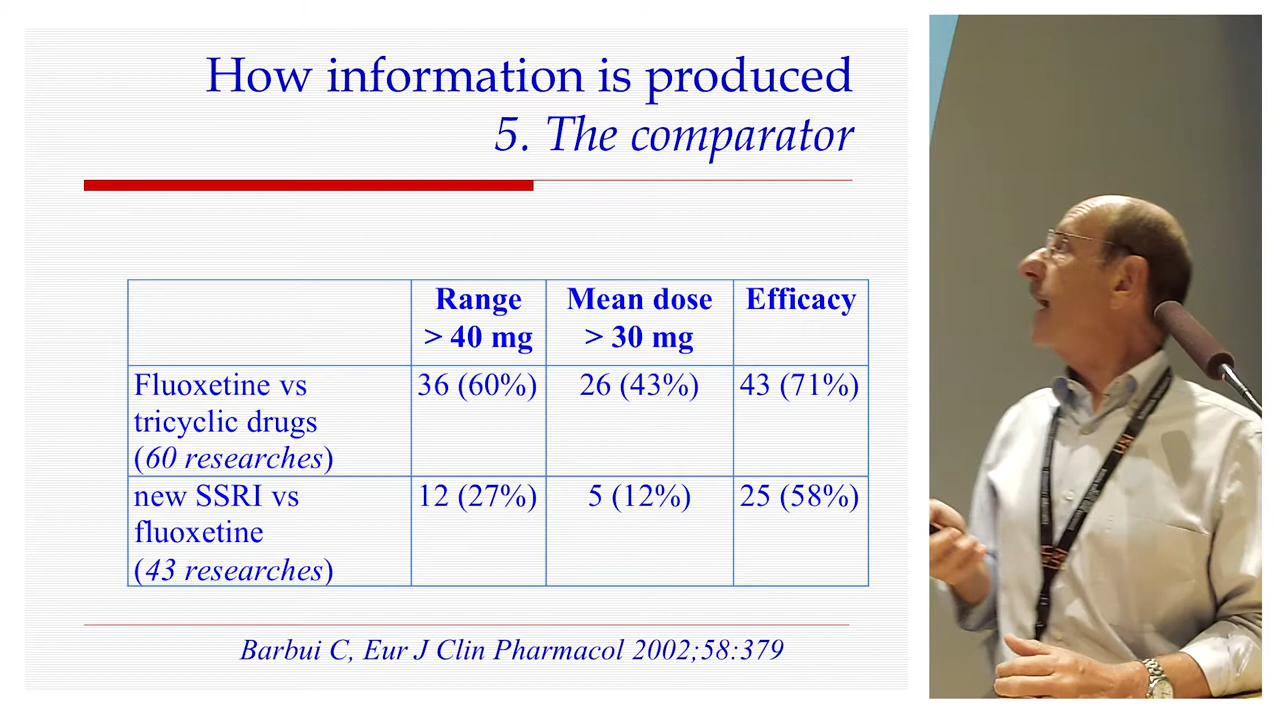 How information is produced
5. The comparator
Range
> 40 mg
Mean dose
> 30 mg
Efficacy
Fluoxetine vs
tricyclic drugs
(60 researches)
36 (60%)
26 (43%)
43 (71%)
new SSRI vs
fluoxetine
(43 researches)
12 (27%)
5 (12%)
25 (58%)
Barbui C, Eur J Clin Pharmacol 2002;58:379